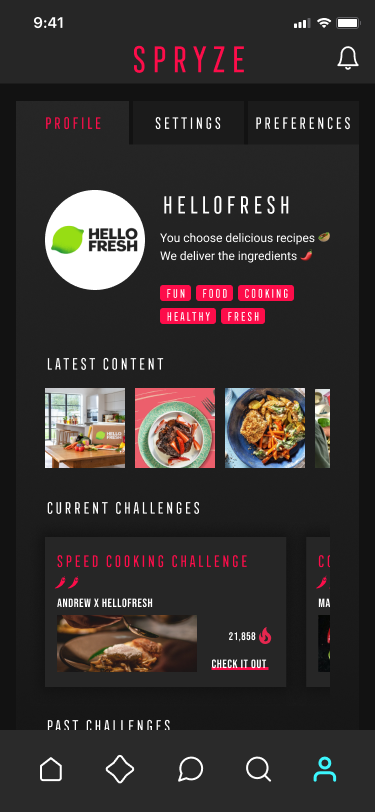 9:41
SPRYZE
PROFILE
SETTINGS
PREFERENCES
HELLO
FRESH
HELLOFRESH
You choose delicious recipes 🥔
We deliver the ingredients 🌶️
FUN
FOOD
COOKING
HEALTHY
FRESH
LATEST CONTENT
HELLO
FRESH
CURRENT CHALLENGES
SPEED COOKING CHALLENGE
CO
ANDREW X HELLOFRESH
MA
21,858
CHECK IT OUT
PAST CHALLENGES